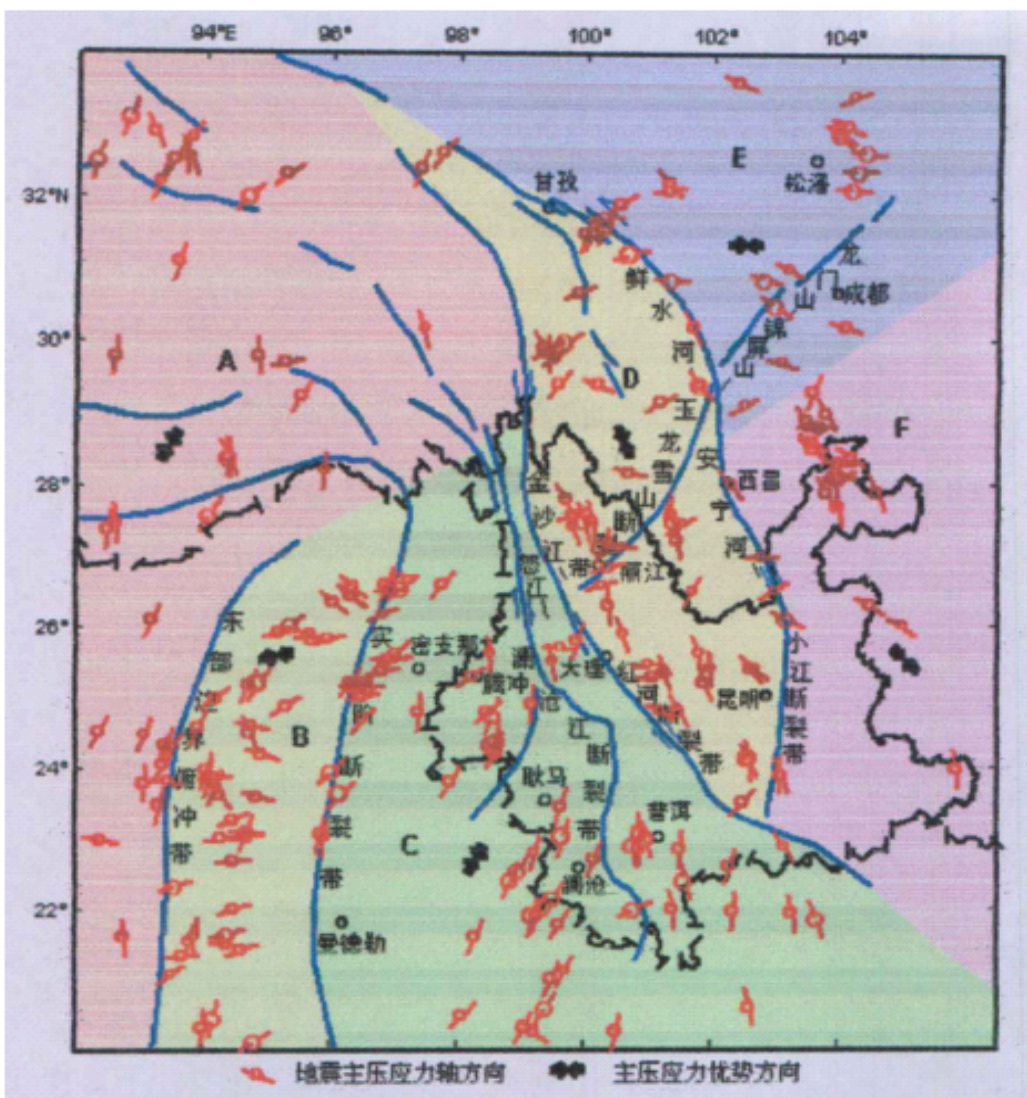 94°E 96° 98° 100° 102° 104°
32°N
30°
28°
26°
24°
22°
A
B
C
D
E
F
甘孜
松潘
成都
龙门山
锦屏山
鲜水河
玉龙雪山断
带
丽江
安宁河
西昌
金沙江
怒江
澜沧江断裂带
大理
红河断裂带
昆明
小江断裂带
密支那
腾冲
耿马
普洱
澜沧
曼德勒
实阶断裂带
东部边界俯冲带
地震主压应力轴方向
主压应力优势方向